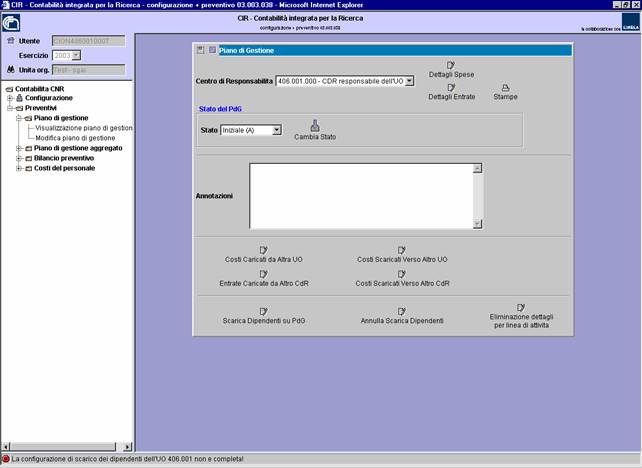 CIR - Contabilità integrata per la Ricerca - configurazione + preventivo 03.003.038 - Microsoft Internet Explorer
CIR - Contabilità integrata per la Ricerca
configurazione + preventivo 03.003.038
in collaborazione con
CINECA
Utente CION406001000T
Esercizio 2003
Unita org. Test - sgai
Contabilita CNR
Configurazione
Preventivi
Piano di gestione
Visualizzazione piano di gestion
Modifica piano di gestione
Piano di gestione aggregato
Bilancio preventivo
Costi del personale
Piano di Gestione
Centro di Responsabilita 406.001.000 - CDR responsabile dell'UO
Dettagli Spese
Dettagli Entrate
Stampe
Stato del PdG
Stato Iniziale (A)
Cambia Stato
Annotazioni
Costi Caricati da Altra UO
Costi Scaricati Verso Altro UO
Entrate Caricate da Altro CdR
Costi Scaricati Verso Altro CdR
Scarica Dipendenti su PdG
Annulla Scarica Dipendenti
Eliminazione dettagli
per linea di attivita
La configurazione di scarico dei dipendenti dell'UO 406.001 non e completa!